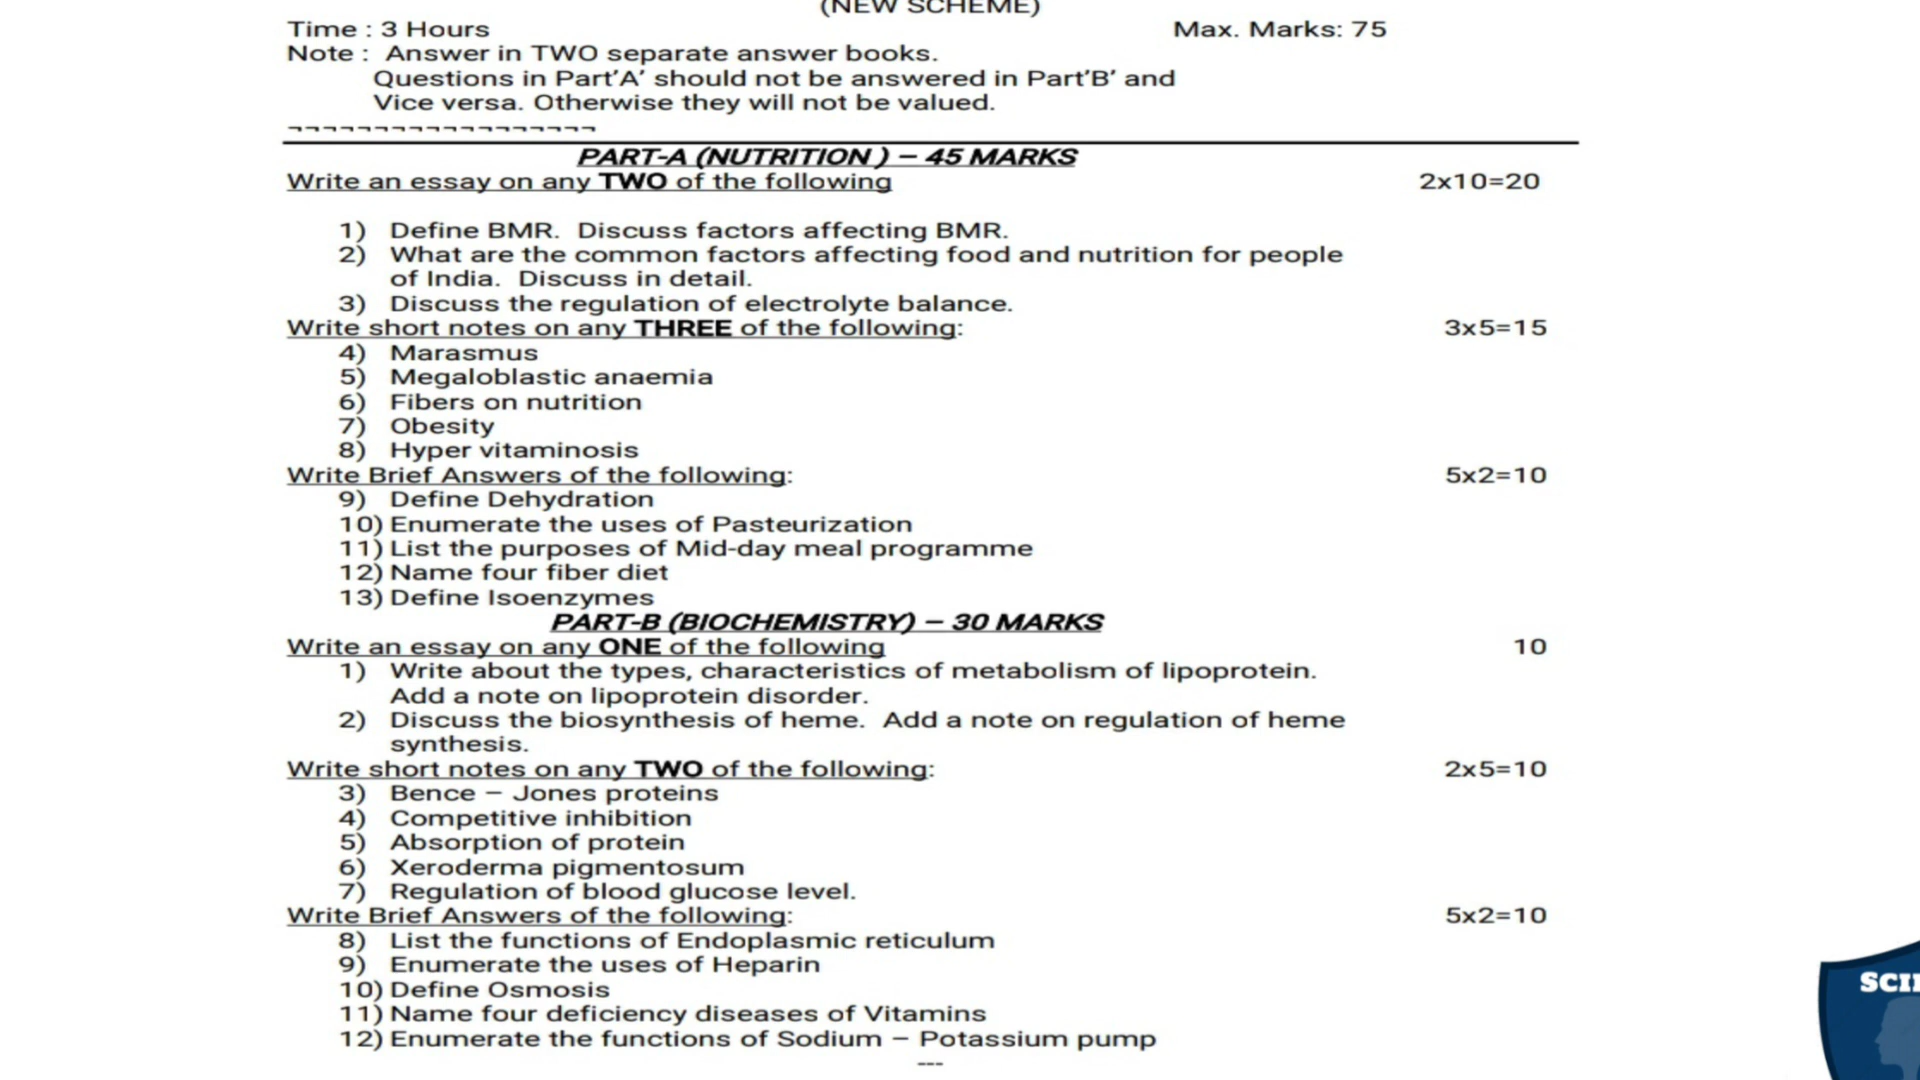 (NEW SCHEME)
Time : 3 Hours Max. Marks: 75
Note : Answer in TWO separate answer books.
Questions in Part'A' should not be answered in Part'B' and
Vice versa. Otherwise they will not be valued.
¬¬¬¬¬¬¬¬¬¬¬¬¬¬¬¬¬¬
PART-A (NUTRITION ) – 45 MARKS
Write an essay on any TWO of the following 2x10=20
1) Define BMR. Discuss factors affecting BMR.
2) What are the common factors affecting food and nutrition for people
of India. Discuss in detail.
3) Discuss the regulation of electrolyte balance.
Write short notes on any THREE of the following: 3x5=15
4) Marasmus
5) Megaloblastic anaemia
6) Fibers on nutrition
7) Obesity
8) Hyper vitaminosis
Write Brief Answers of the following: 5x2=10
9) Define Dehydration
10) Enumerate the uses of Pasteurization
11) List the purposes of Mid-day meal programme
12) Name four fiber diet
13) Define Isoenzymes
PART-B (BIOCHEMISTRY) – 30 MARKS
Write an essay on any ONE of the following 10
1) Write about the types, characteristics of metabolism of lipoprotein.
Add a note on lipoprotein disorder.
2) Discuss the biosynthesis of heme. Add a note on regulation of heme
synthesis.
Write short notes on any TWO of the following: 2x5=10
3) Bence – Jones proteins
4) Competitive inhibition
5) Absorption of protein
6) Xeroderma pigmentosum
7) Regulation of blood glucose level.
Write Brief Answers of the following: 5x2=10
8) List the functions of Endoplasmic reticulum
9) Enumerate the uses of Heparin
10) Define Osmosis
11) Name four deficiency diseases of Vitamins
12) Enumerate the functions of Sodium – Potassium pump
---